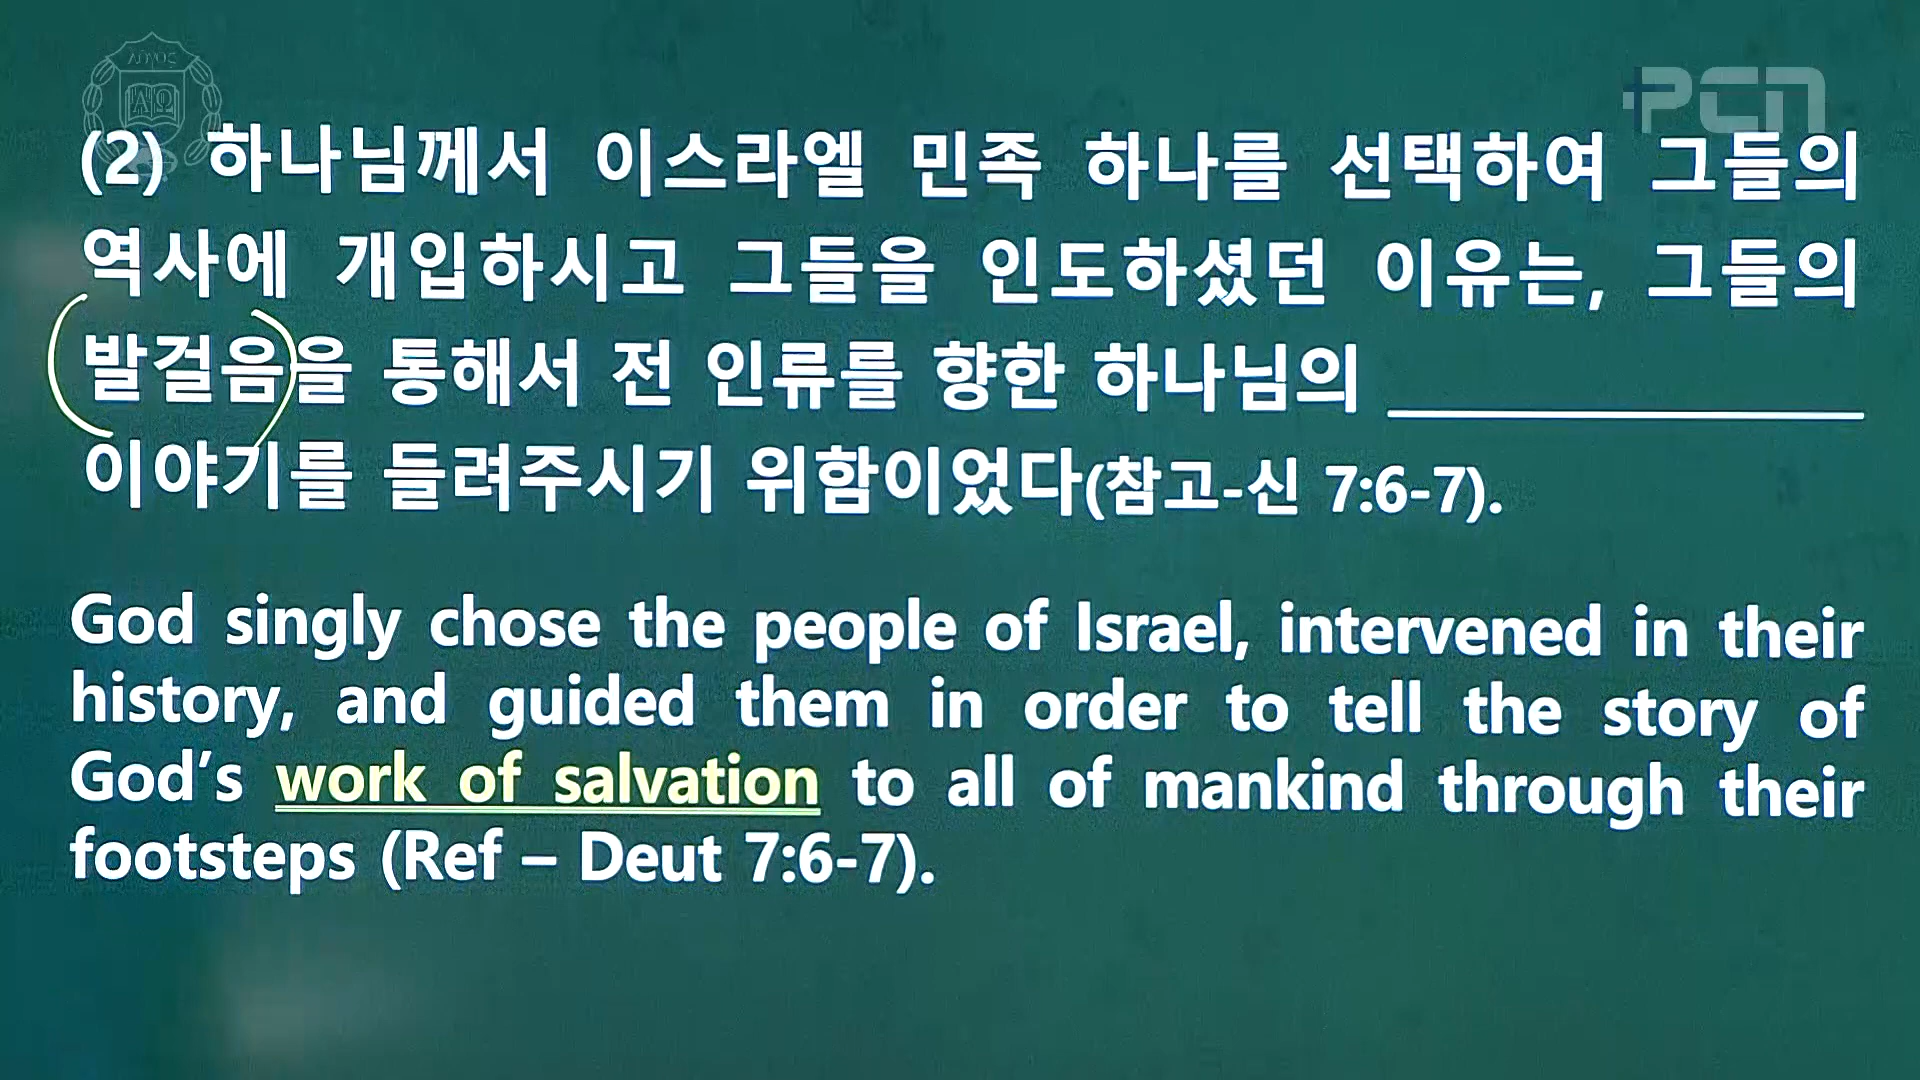 λόγος
ΑΩ
PCN
(2) 하나님께서 이스라엘 민족 하나를 선택하여 그들의
역사에 개입하시고 그들을 인도하셨던 이유는, 그들의
발걸음을 통해서 전 인류를 향한 하나님의 ____________
이야기를 들려주시기 위함이었다(참고-신 7:6-7).
God singly chose the people of Israel, intervened in their
history, and guided them in order to tell the story of
God’s work of salvation to all of mankind through their
footsteps (Ref – Deut 7:6-7).